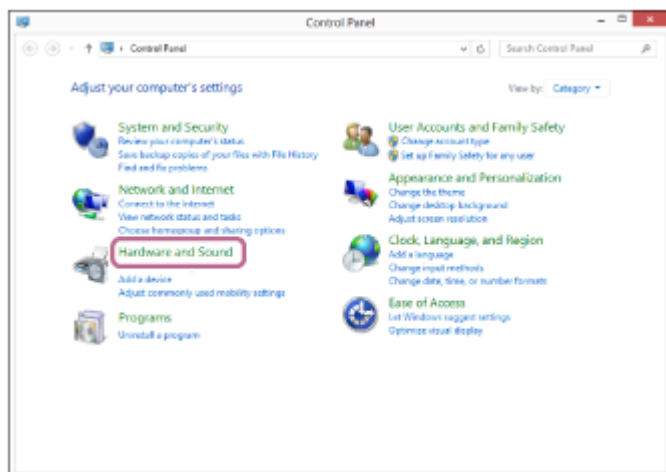 Control Panel
Control Panel
Search Control Panel
Adjust your computer's settings
View by: Category
System and Security
Review your computer's status
Save backup copies of your files with File History
Find and fix problems
Network and Internet
Connect to the Internet
View network status and tasks
Choose homegroup and sharing options
Hardware and Sound
Add a device
Adjust commonly used mobility settings
Programs
Uninstall a program
User Accounts and Family Safety
Change account type
Set up Family Safety for any user
Appearance and Personalization
Change the theme
Change desktop background
Adjust screen resolution
Clock, Language, and Region
Add a language
Change input methods
Change date, time, or number formats
Ease of Access
Let Windows suggest settings
Optimize visual display